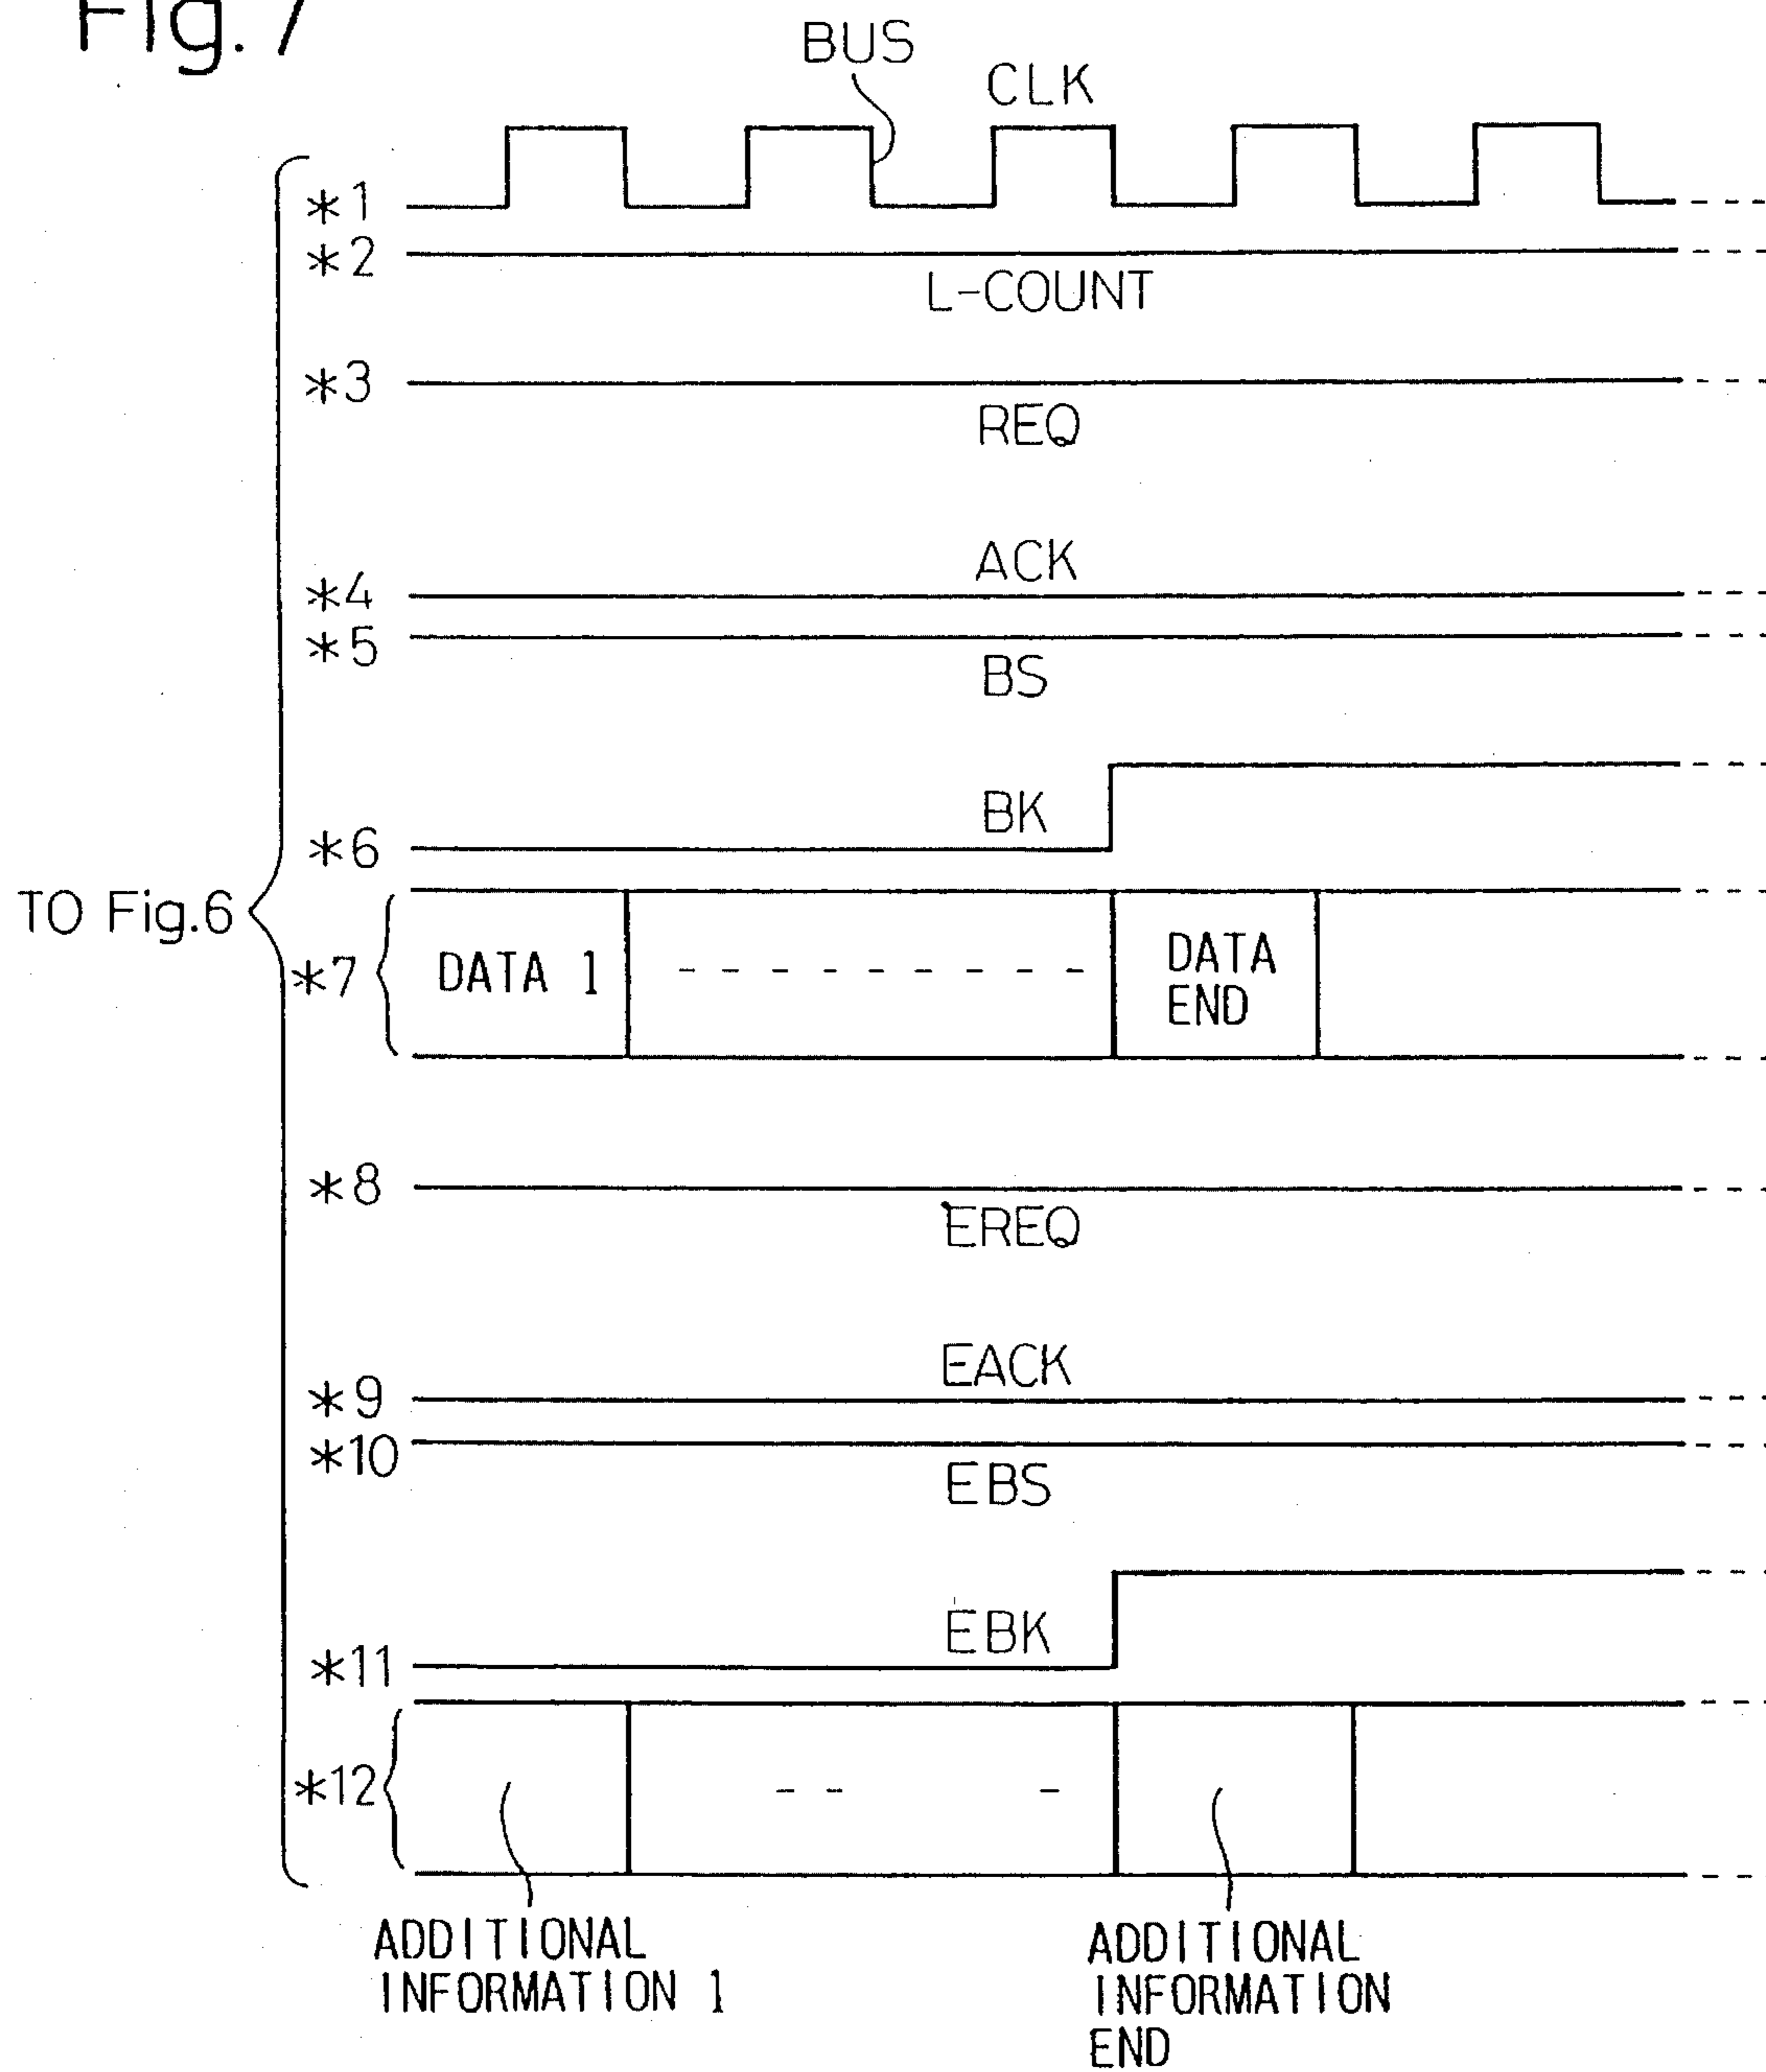 Fig. 7
BUS
CLK
*1
*2
L-COUNT
*3
REQ
ACK
*4
*5
BS
BK
*6
TO Fig.6
*7
DATA 1
DATA
END
*8
EREQ
EACK
*9
*10
EBS
EBK
*11
*12
ADDITIONAL
INFORMATION 1
ADDITIONAL
INFORMATION
END